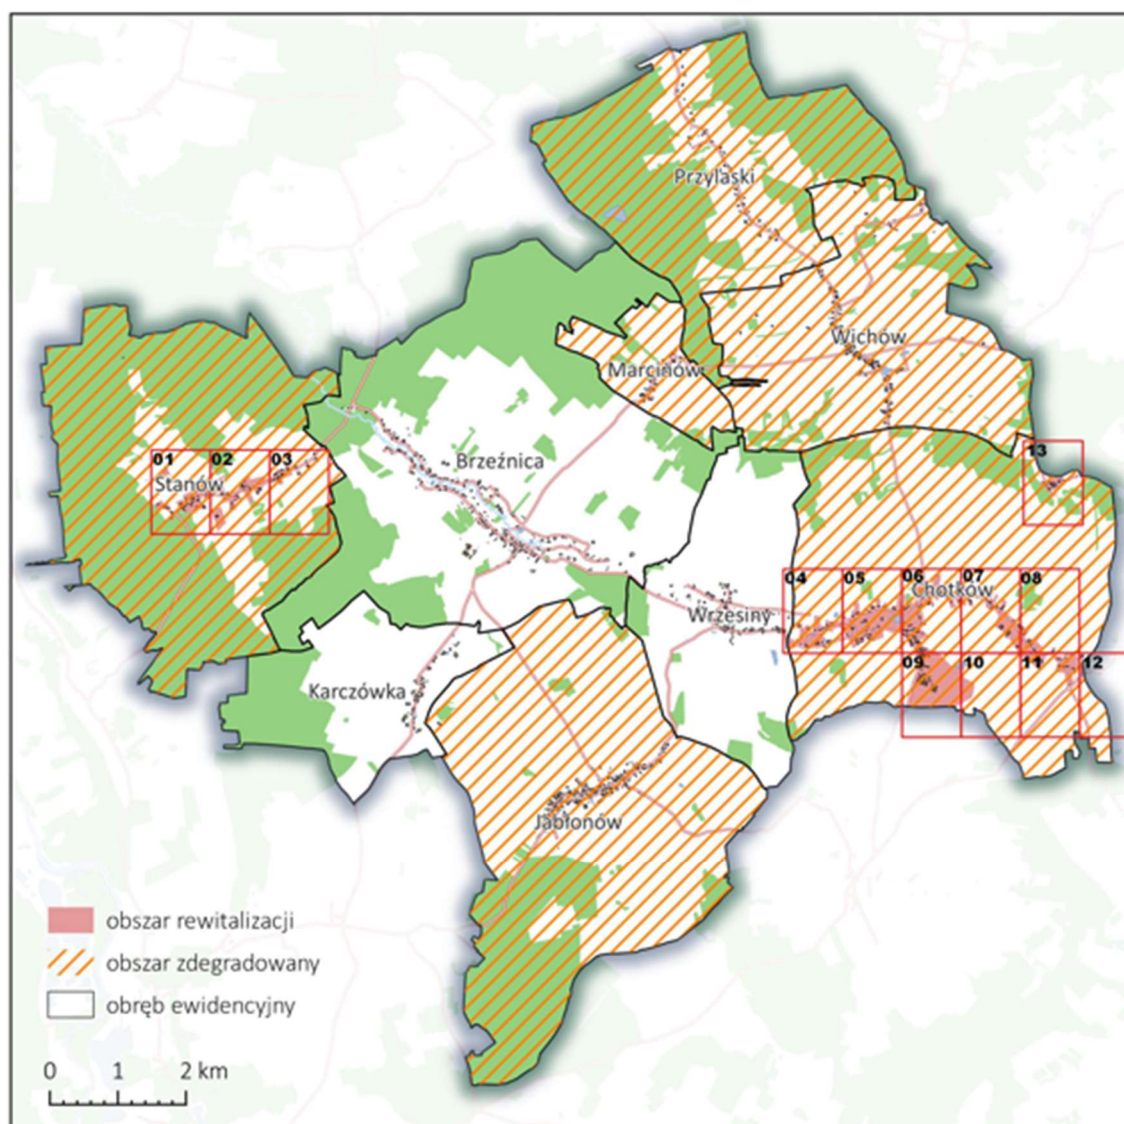 Przylaski
Wichów
Marcinów
13
01 02 03
Brzeźnica
Stanów
04 05 06 07 08
Chotków
Wrzesiny
09 10 11 12
Karczówka
Jabłonów
obszar rewitalizacji
obszar zdegradowany
obręb ewidencyjny
0 1 2 km